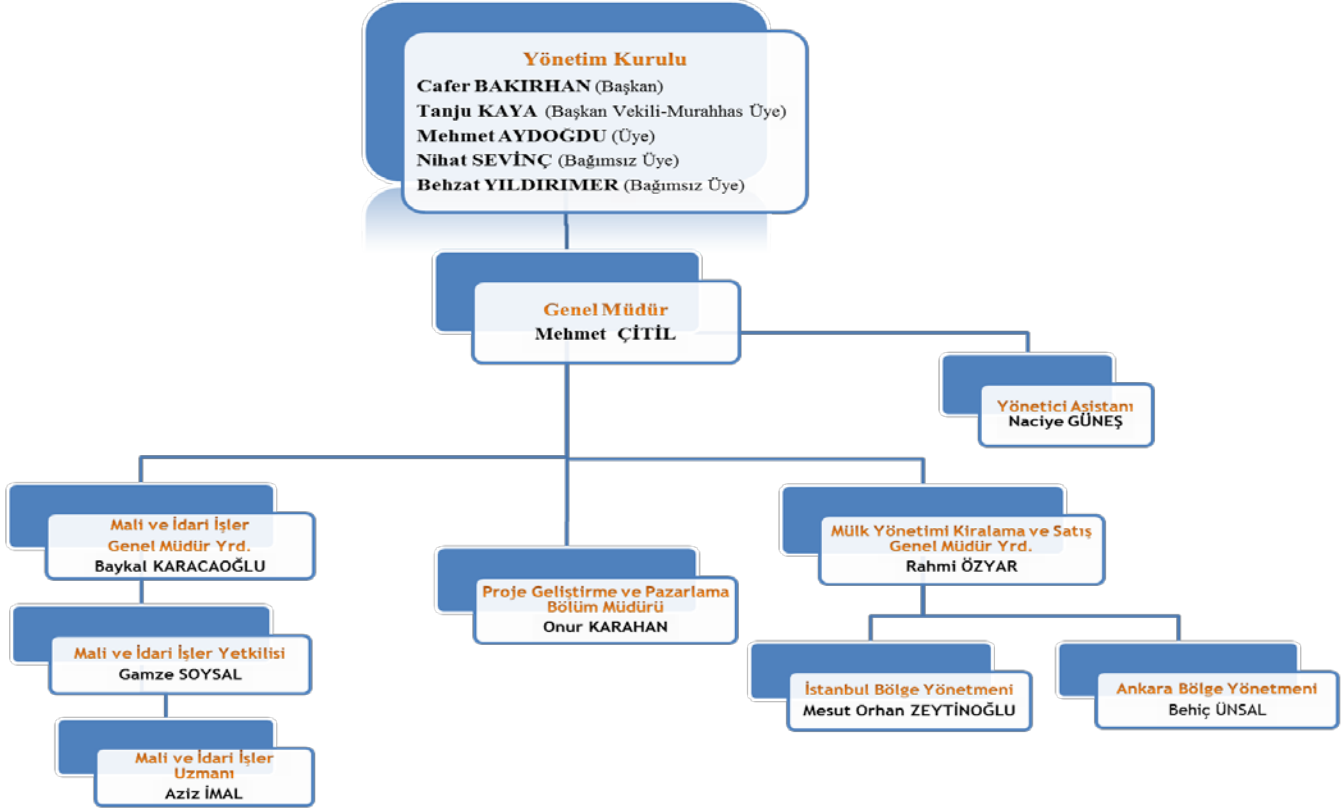 Yönetim Kurulu
Cafer BAKIRHAN (Başkan)
Tanju KAYA (Başkan Vekili-Murahhas Üye)
Mehmet AYDOĞDU (Üye)
Nihat SEVİNÇ (Bağımsız Üye)
Behzat YILDIRIMER (Bağımsız Üye)
Genel Müdür
Mehmet ÇİTİL
Yönetici Asistanı
Naciye GÜNEŞ
Mali ve İdari İşler
Genel Müdür Yrd.
Baykal KARACAOĞLU
Mali ve İdari İşler Yetkilisi
Gamze SOYSAL
Mali ve İdari İşler
Uzmanı
Aziz İMAL
Proje Geliştirme ve Pazarlama
Bölüm Müdürü
Onur KARAHAN
Mülk Yönetimi Kiralama ve Satış
Genel Müdür Yrd.
Rahmi ÖZYAR
İstanbul Bölge Yönetmeni
Mesut Orhan ZEYTİNOĞLU
Ankara Bölge Yönetmeni
Behiç ÜNSAL